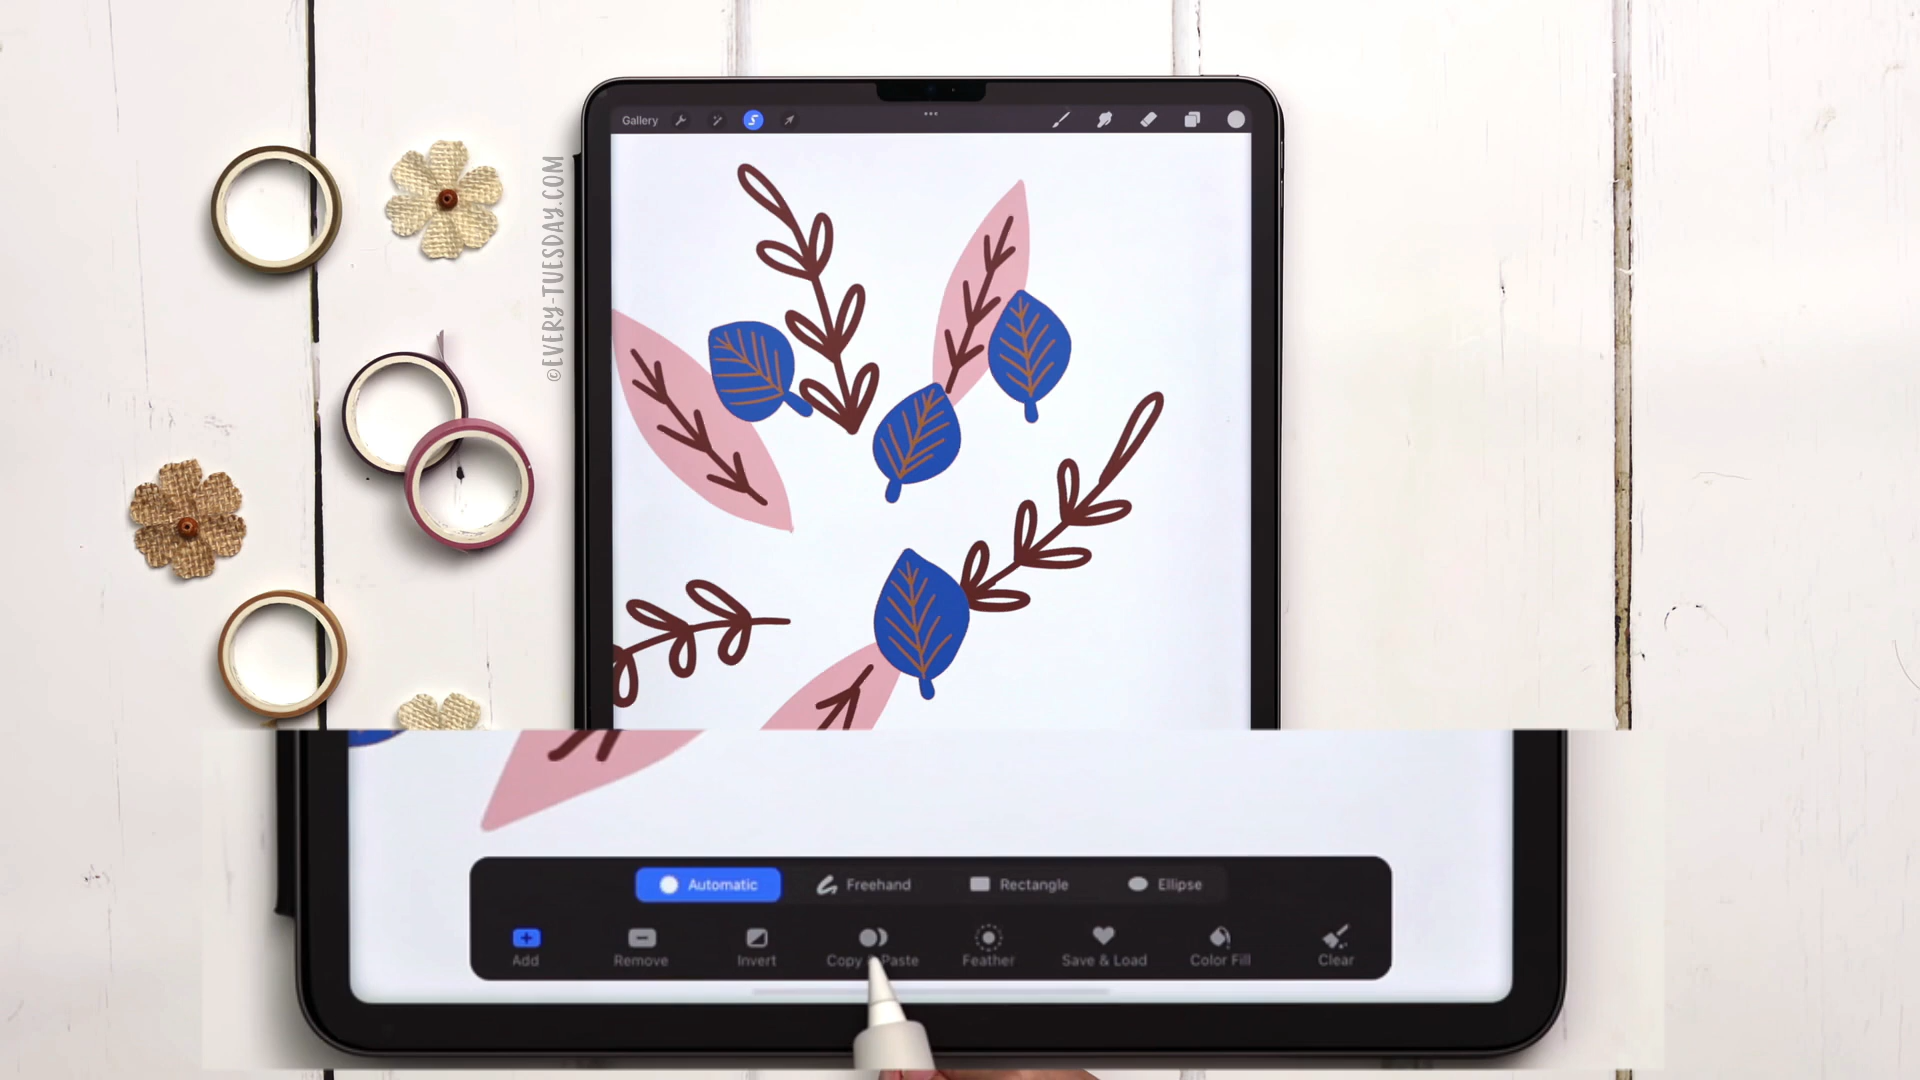 Gallery
©EVERY-TUESDAY.COM
Automatic
Freehand
Rectangle
Ellipse
Add
Remove
Invert
Copy & Paste
Feather
Save & Load
Color Fill
Clear